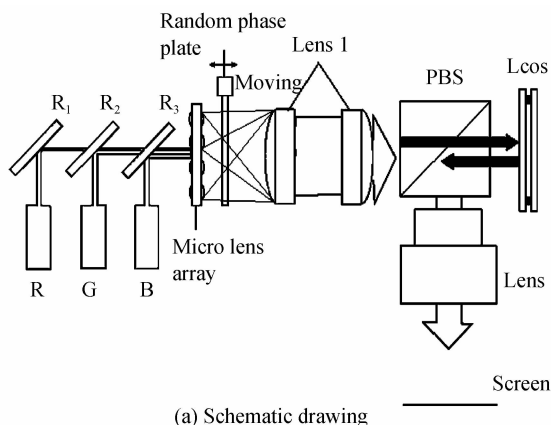 Random phase
plate
Moving
Lens 1
PBS
Lcos
R1
R2
R3
Micro lens
array
R
G
B
Lens
Screen
(a) Schematic drawing